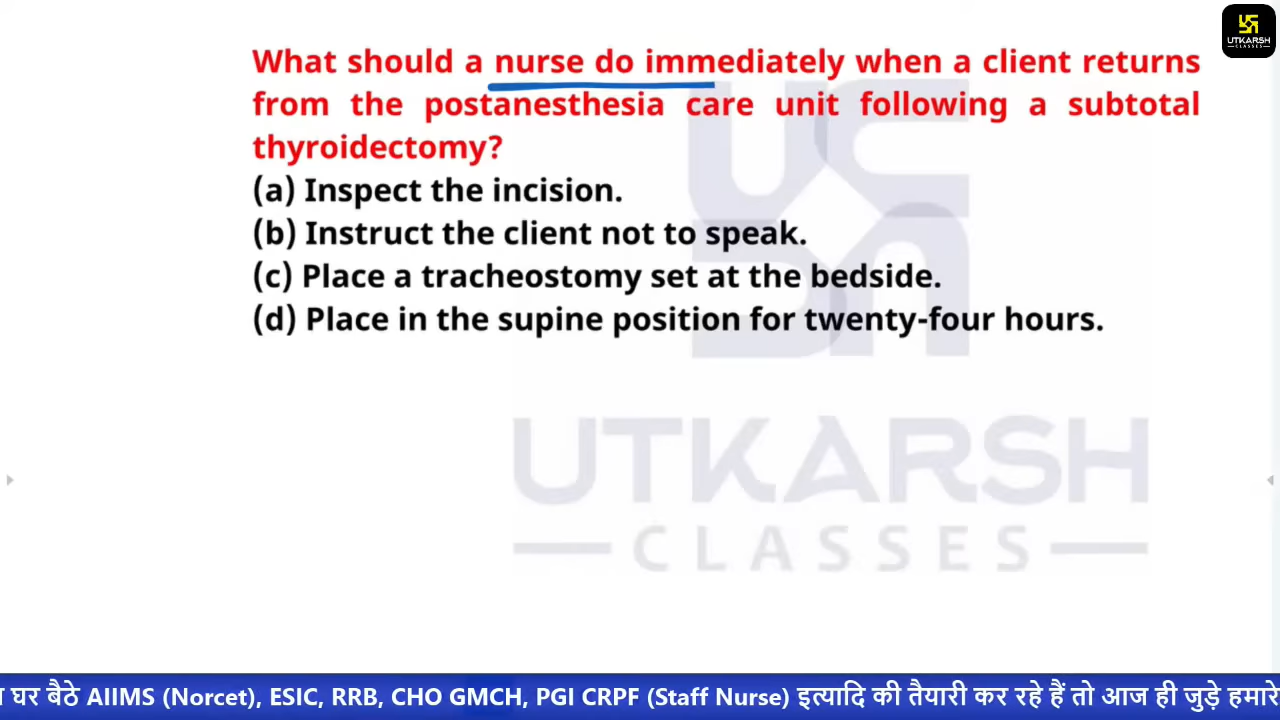 UTKARSH
CLASSES
What should a nurse do immediately when a client returns
from the postanesthesia care unit following a subtotal
thyroidectomy?
(a) Inspect the incision.
(b) Instruct the client not to speak.
(c) Place a tracheostomy set at the bedside.
(d) Place in the supine position for twenty-four hours.
UTKARSH
CLASSES
घर बैठे AIIMS (Norcet), ESIC, RRB, CHO GMCH, PGI CRPF (Staff Nurse) इत्यादि की तैयारी कर रहे हैं तो आज ही जुड़े हमारे